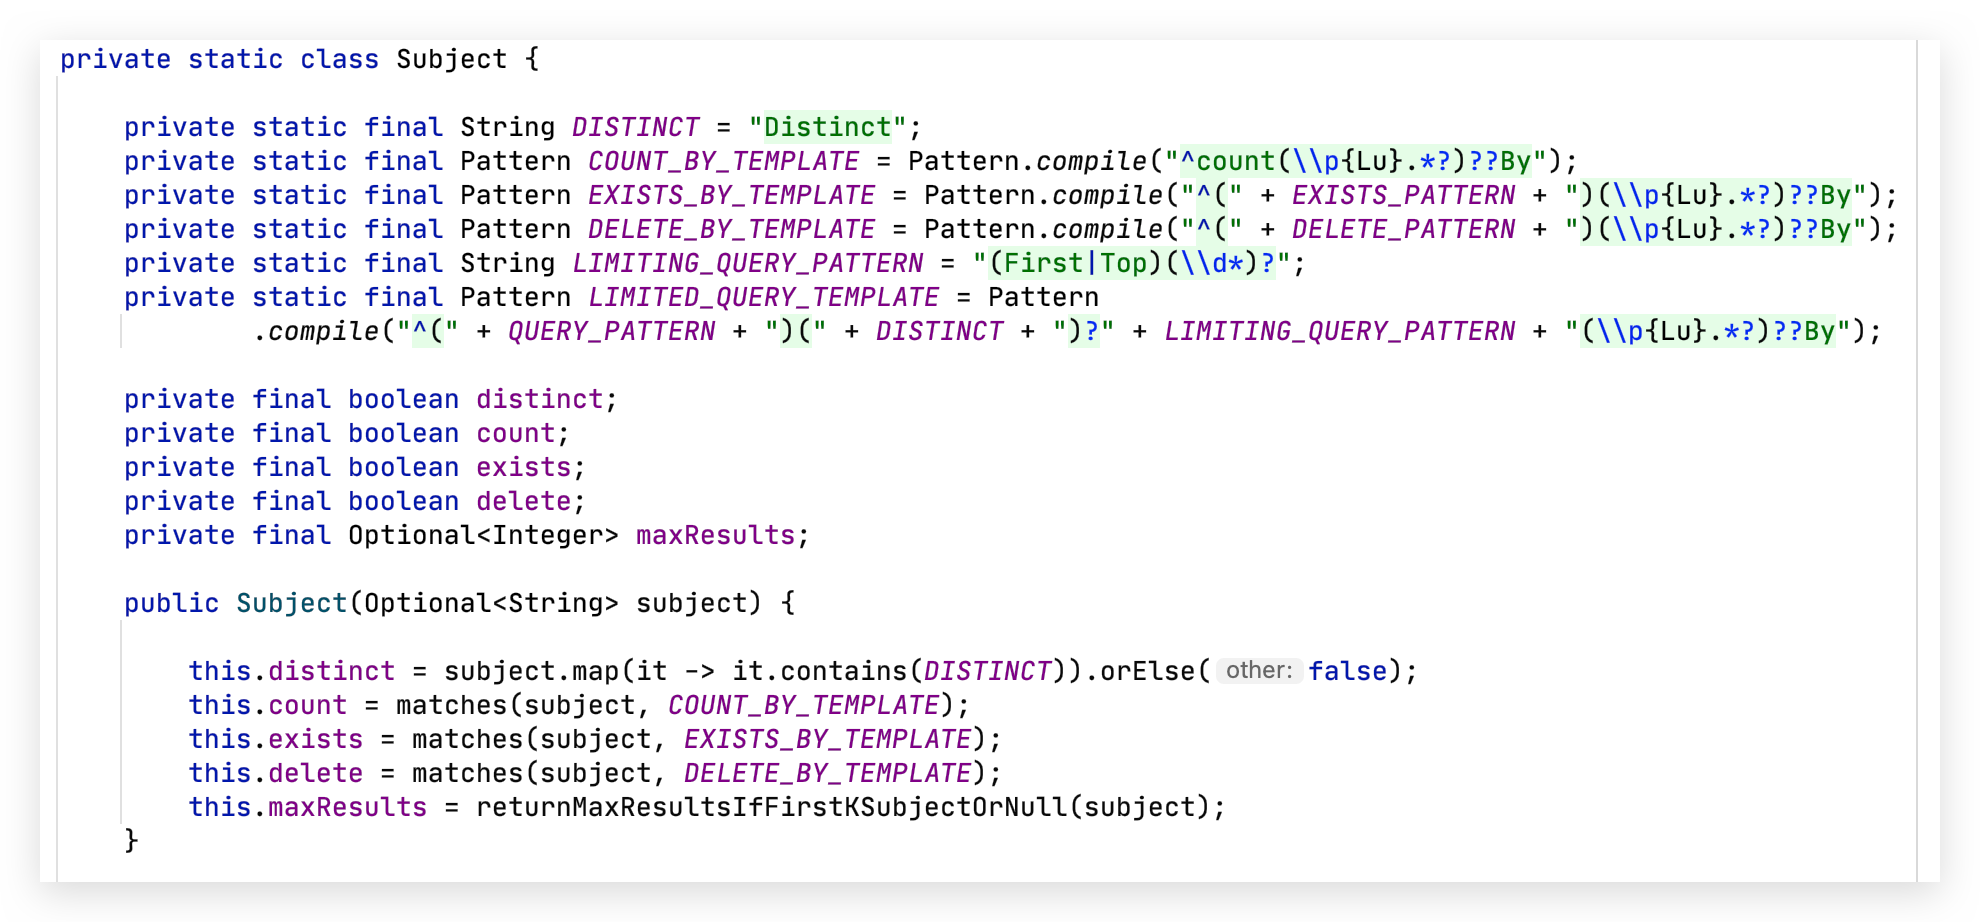 private static class Subject {
private static final String DISTINCT = "Distinct";
private static final Pattern COUNT_BY_TEMPLATE = Pattern.compile("^count(\\p{Lu}.*?)??By");
private static final Pattern EXISTS_BY_TEMPLATE = Pattern.compile("^(" + EXISTS_PATTERN + ")(\\p{Lu}.*?)??By");
private static final Pattern DELETE_BY_TEMPLATE = Pattern.compile("^(" + DELETE_PATTERN + ")(\\p{Lu}.*?)??By");
private static final String LIMITING_QUERY_PATTERN = "(First|Top)(\\d*)?";
private static final Pattern LIMITED_QUERY_TEMPLATE = Pattern
.compile("^(" + QUERY_PATTERN + ")(" + DISTINCT + ")?" + LIMITING_QUERY_PATTERN + "(\\p{Lu}.*?)??By");
private final boolean distinct;
private final boolean count;
private final boolean exists;
private final boolean delete;
private final Optional<Integer> maxResults;
public Subject(Optional<String> subject) {
this.distinct = subject.map(it -> it.contains(DISTINCT)).orElse( other: false);
this.count = matches(subject, COUNT_BY_TEMPLATE);
this.exists = matches(subject, EXISTS_BY_TEMPLATE);
this.delete = matches(subject, DELETE_BY_TEMPLATE);
this.maxResults = returnMaxResultsIfFirstKSubjectOrNull(subject);
}